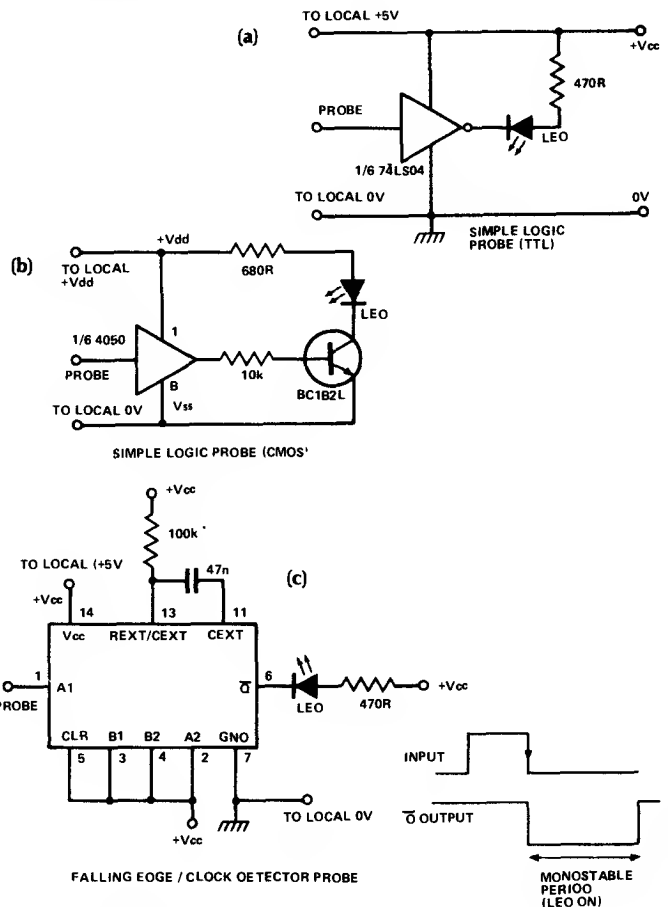 (a)
TO LOCAL +5V
+Vcc
470R
PROBE
LEO
1/6 74LS04
TO LOCAL 0V
0V
SIMPLE LOGIC
PROBE (TTL)
(b)
+Vdd
TO LOCAL
+Vdd
680R
LEO
1/6 4050
1
PROBE
10k
B
BC1B2L
TO LOCAL 0V
Vss
SIMPLE LOGIC PROBE (CMOS'
(c)
+Vcc
100k
TO LOCAL (+5V
47n
+Vcc
14
13
11
Vcc
REXT/CEXT
CEXT
1
A1
Q
6
PROBE
LEO
470R
+Vcc
CLR
B1
B2
A2
GNO
5
3
4
2
7
TO LOCAL 0V
+Vcc
INPUT
Q OUTPUT
FALLING EOGE / CLOCK OETECTOR PROBE
MONOSTABLE
PERIOO
(LEO ON)